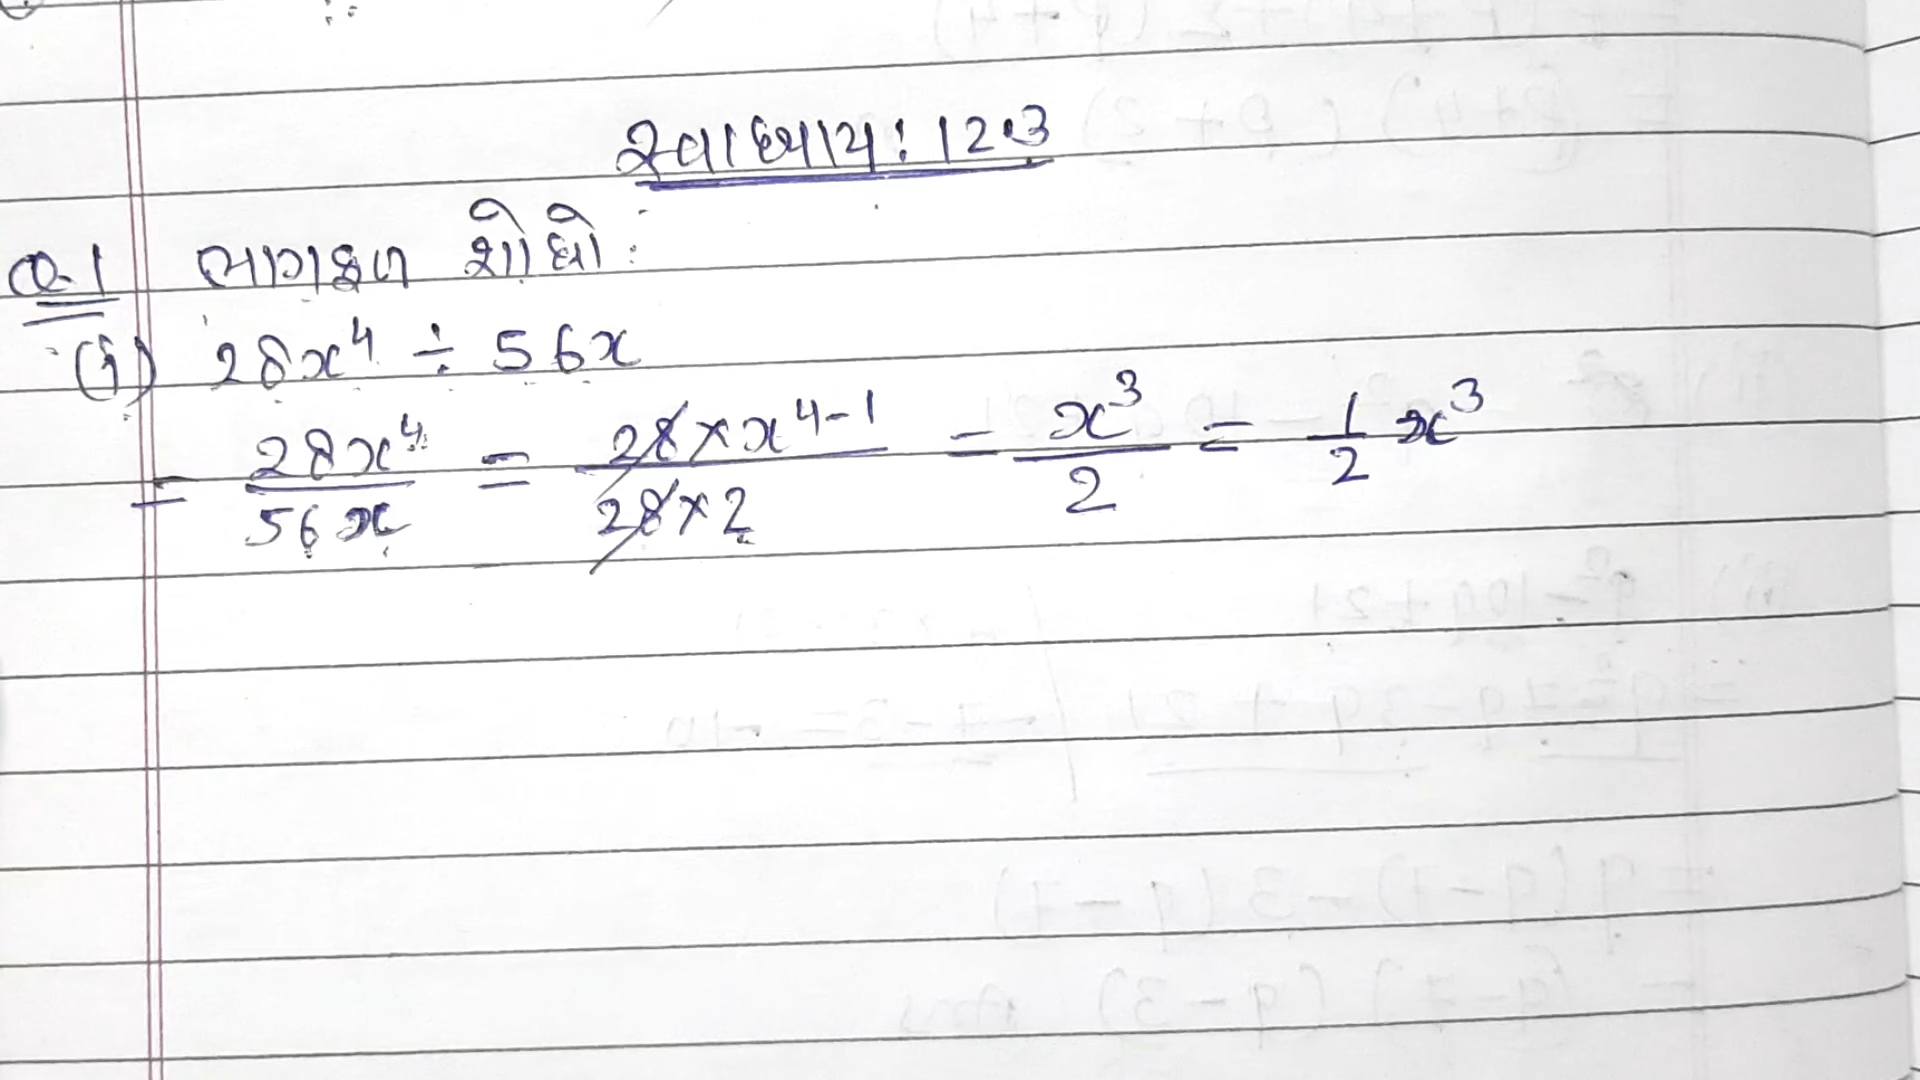 સ્વાધ્યાય : 12.3
Q.1 ભાગફળ શોધો :
(i) 28x⁴ ÷ 56x
= 28x⁴/56x = 28×x⁴⁻¹/28×2 = x³/2 = 1/2 x³